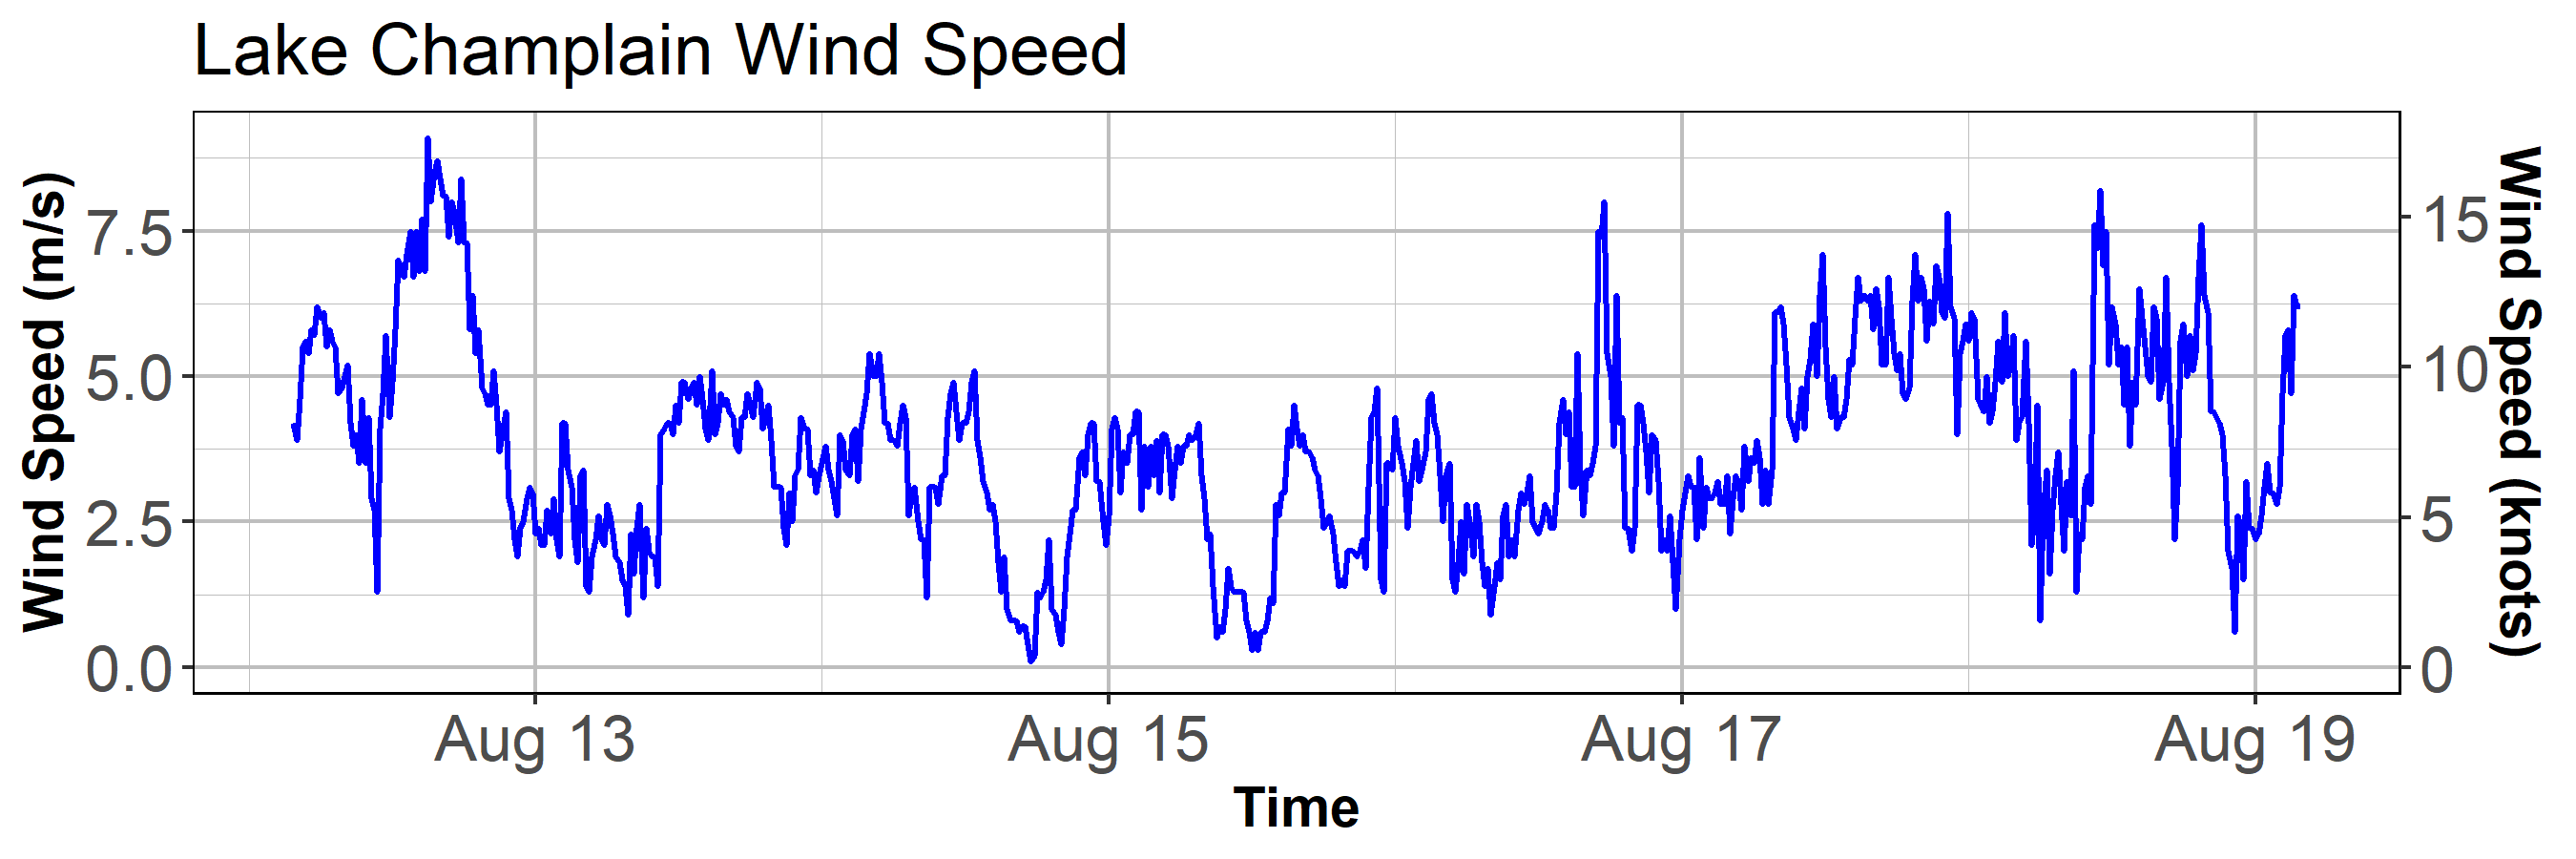 Lake Champlain Wind Speed
Wind Speed (m/s)
7.5
5.0
2.5
0.0
15
10
5
0
Wind Speed (knots)
Aug 13
Aug 15
Aug 17
Aug 19
Time